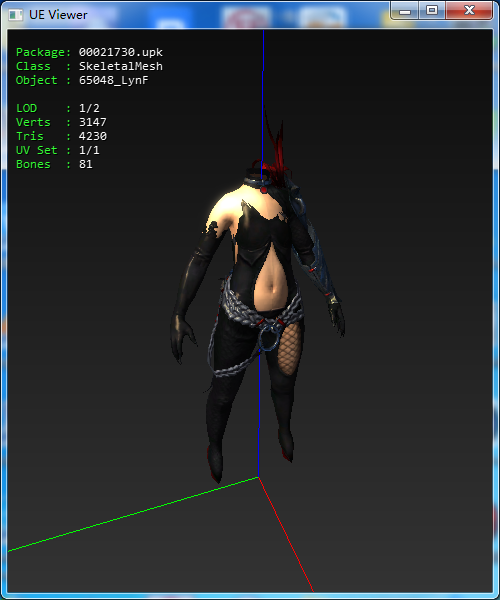 UE Viewer
Package: 00021730.upk
Class : SkeletalMesh
Object : 65048_LynF
LOD : 1/2
Verts : 3147
Tris : 4230
UV Set : 1/1
Bones : 81